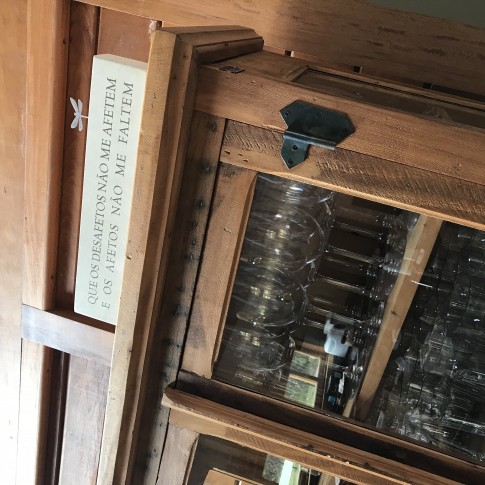 QUE OS DESAFETOS NÃO ME AFETEM
E OS AFETOS NÃO ME FALTEM